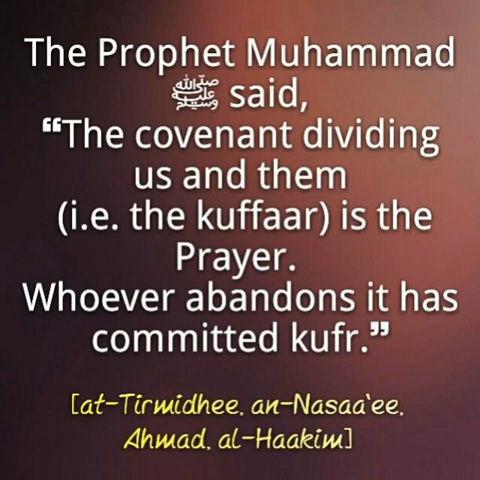 The Prophet Muhammad
ﷺ said,
“The covenant dividing
us and them
(i.e. the kuffaar) is the
Prayer.
Whoever abandons it has
committed kufr.”
[at-Tirmidhee, an-Nasaa'ee,
Ahmad, al-Haakim]